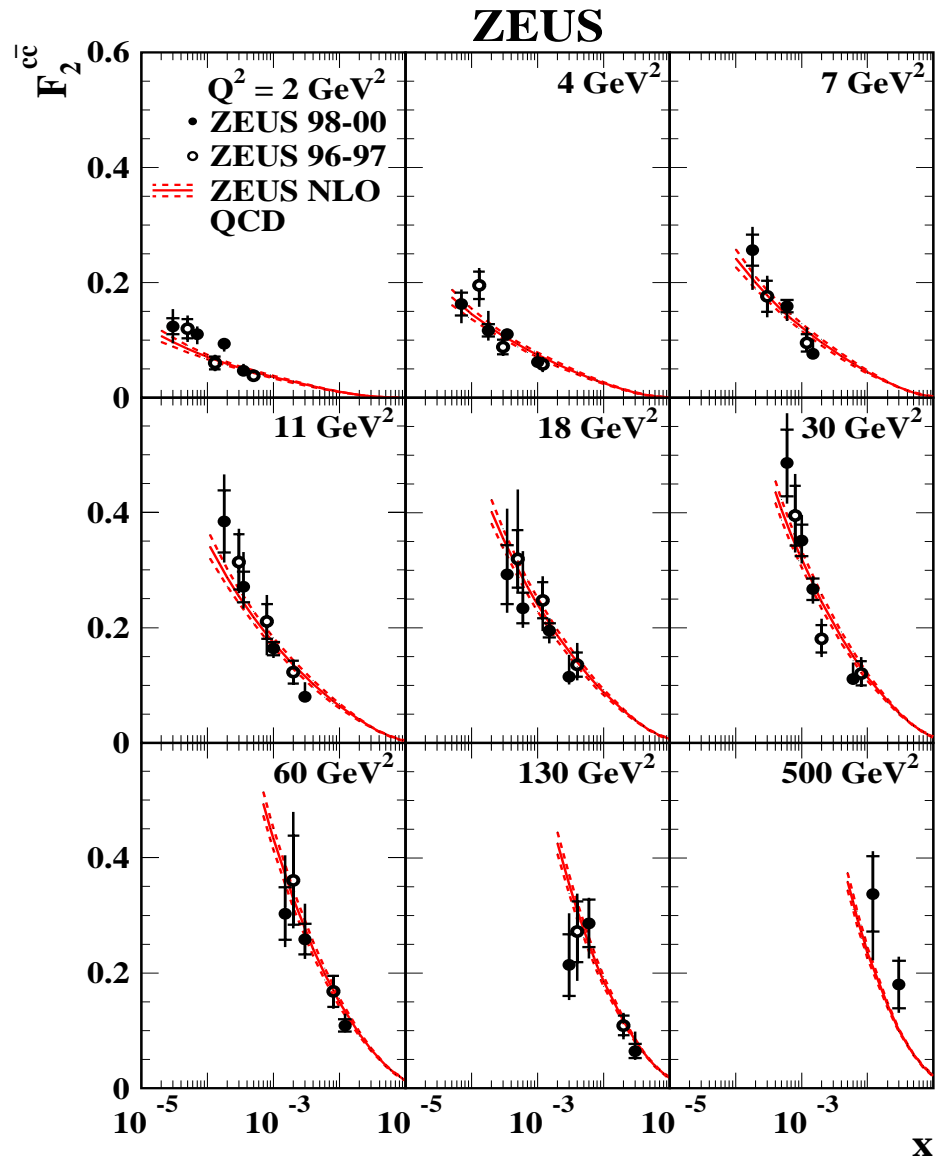 ZEUS
F₂^cc̄
0.6
Q² = 2 GeV²
4 GeV²
7 GeV²
ZEUS 98-00
ZEUS 96-97
ZEUS NLO
QCD
0.4
0.2
0
11 GeV²
18 GeV²
30 GeV²
0.4
0.2
0
60 GeV²
130 GeV²
500 GeV²
0.4
0.2
0
10⁻⁵ 10⁻³ 10⁻⁵ 10⁻³ 10⁻⁵ 10⁻³ 10⁻¹
x